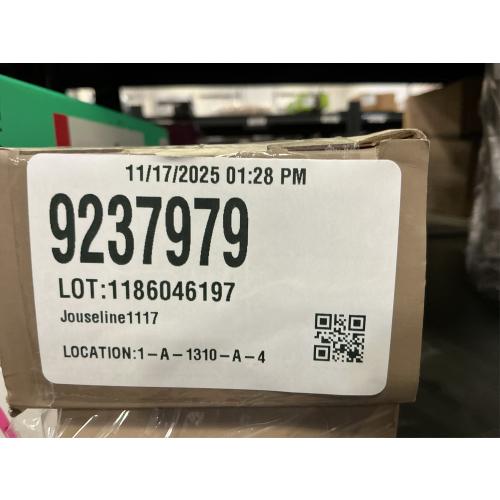 11/17/2025 01:28 PM
9237979
LOT:1186046197
Jouseline1117
LOCATION:1-A-1310-A-4